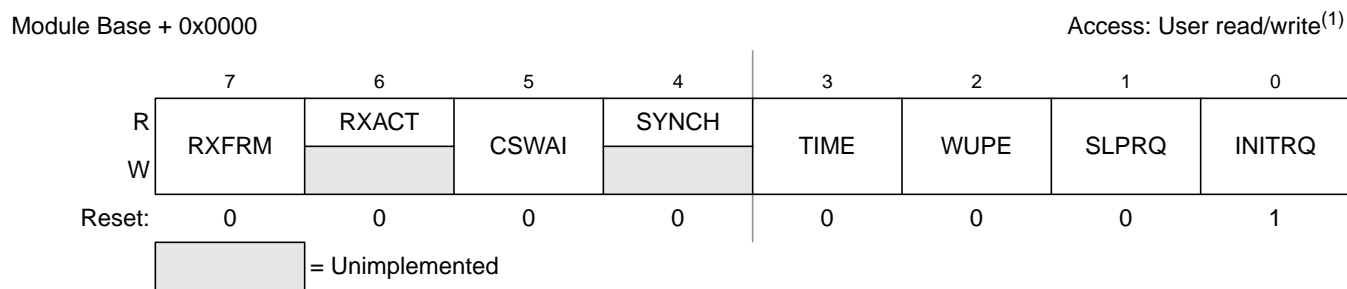 Module Base + 0x0000 Access: User read/write(1)
7 6 5 4 3 2 1 0
R RXFRM RXACT CSWAI SYNCH TIME WUPE SLPRQ INITRQ
W
Reset: 0 0 0 0 0 0 0 1
= Unimplemented